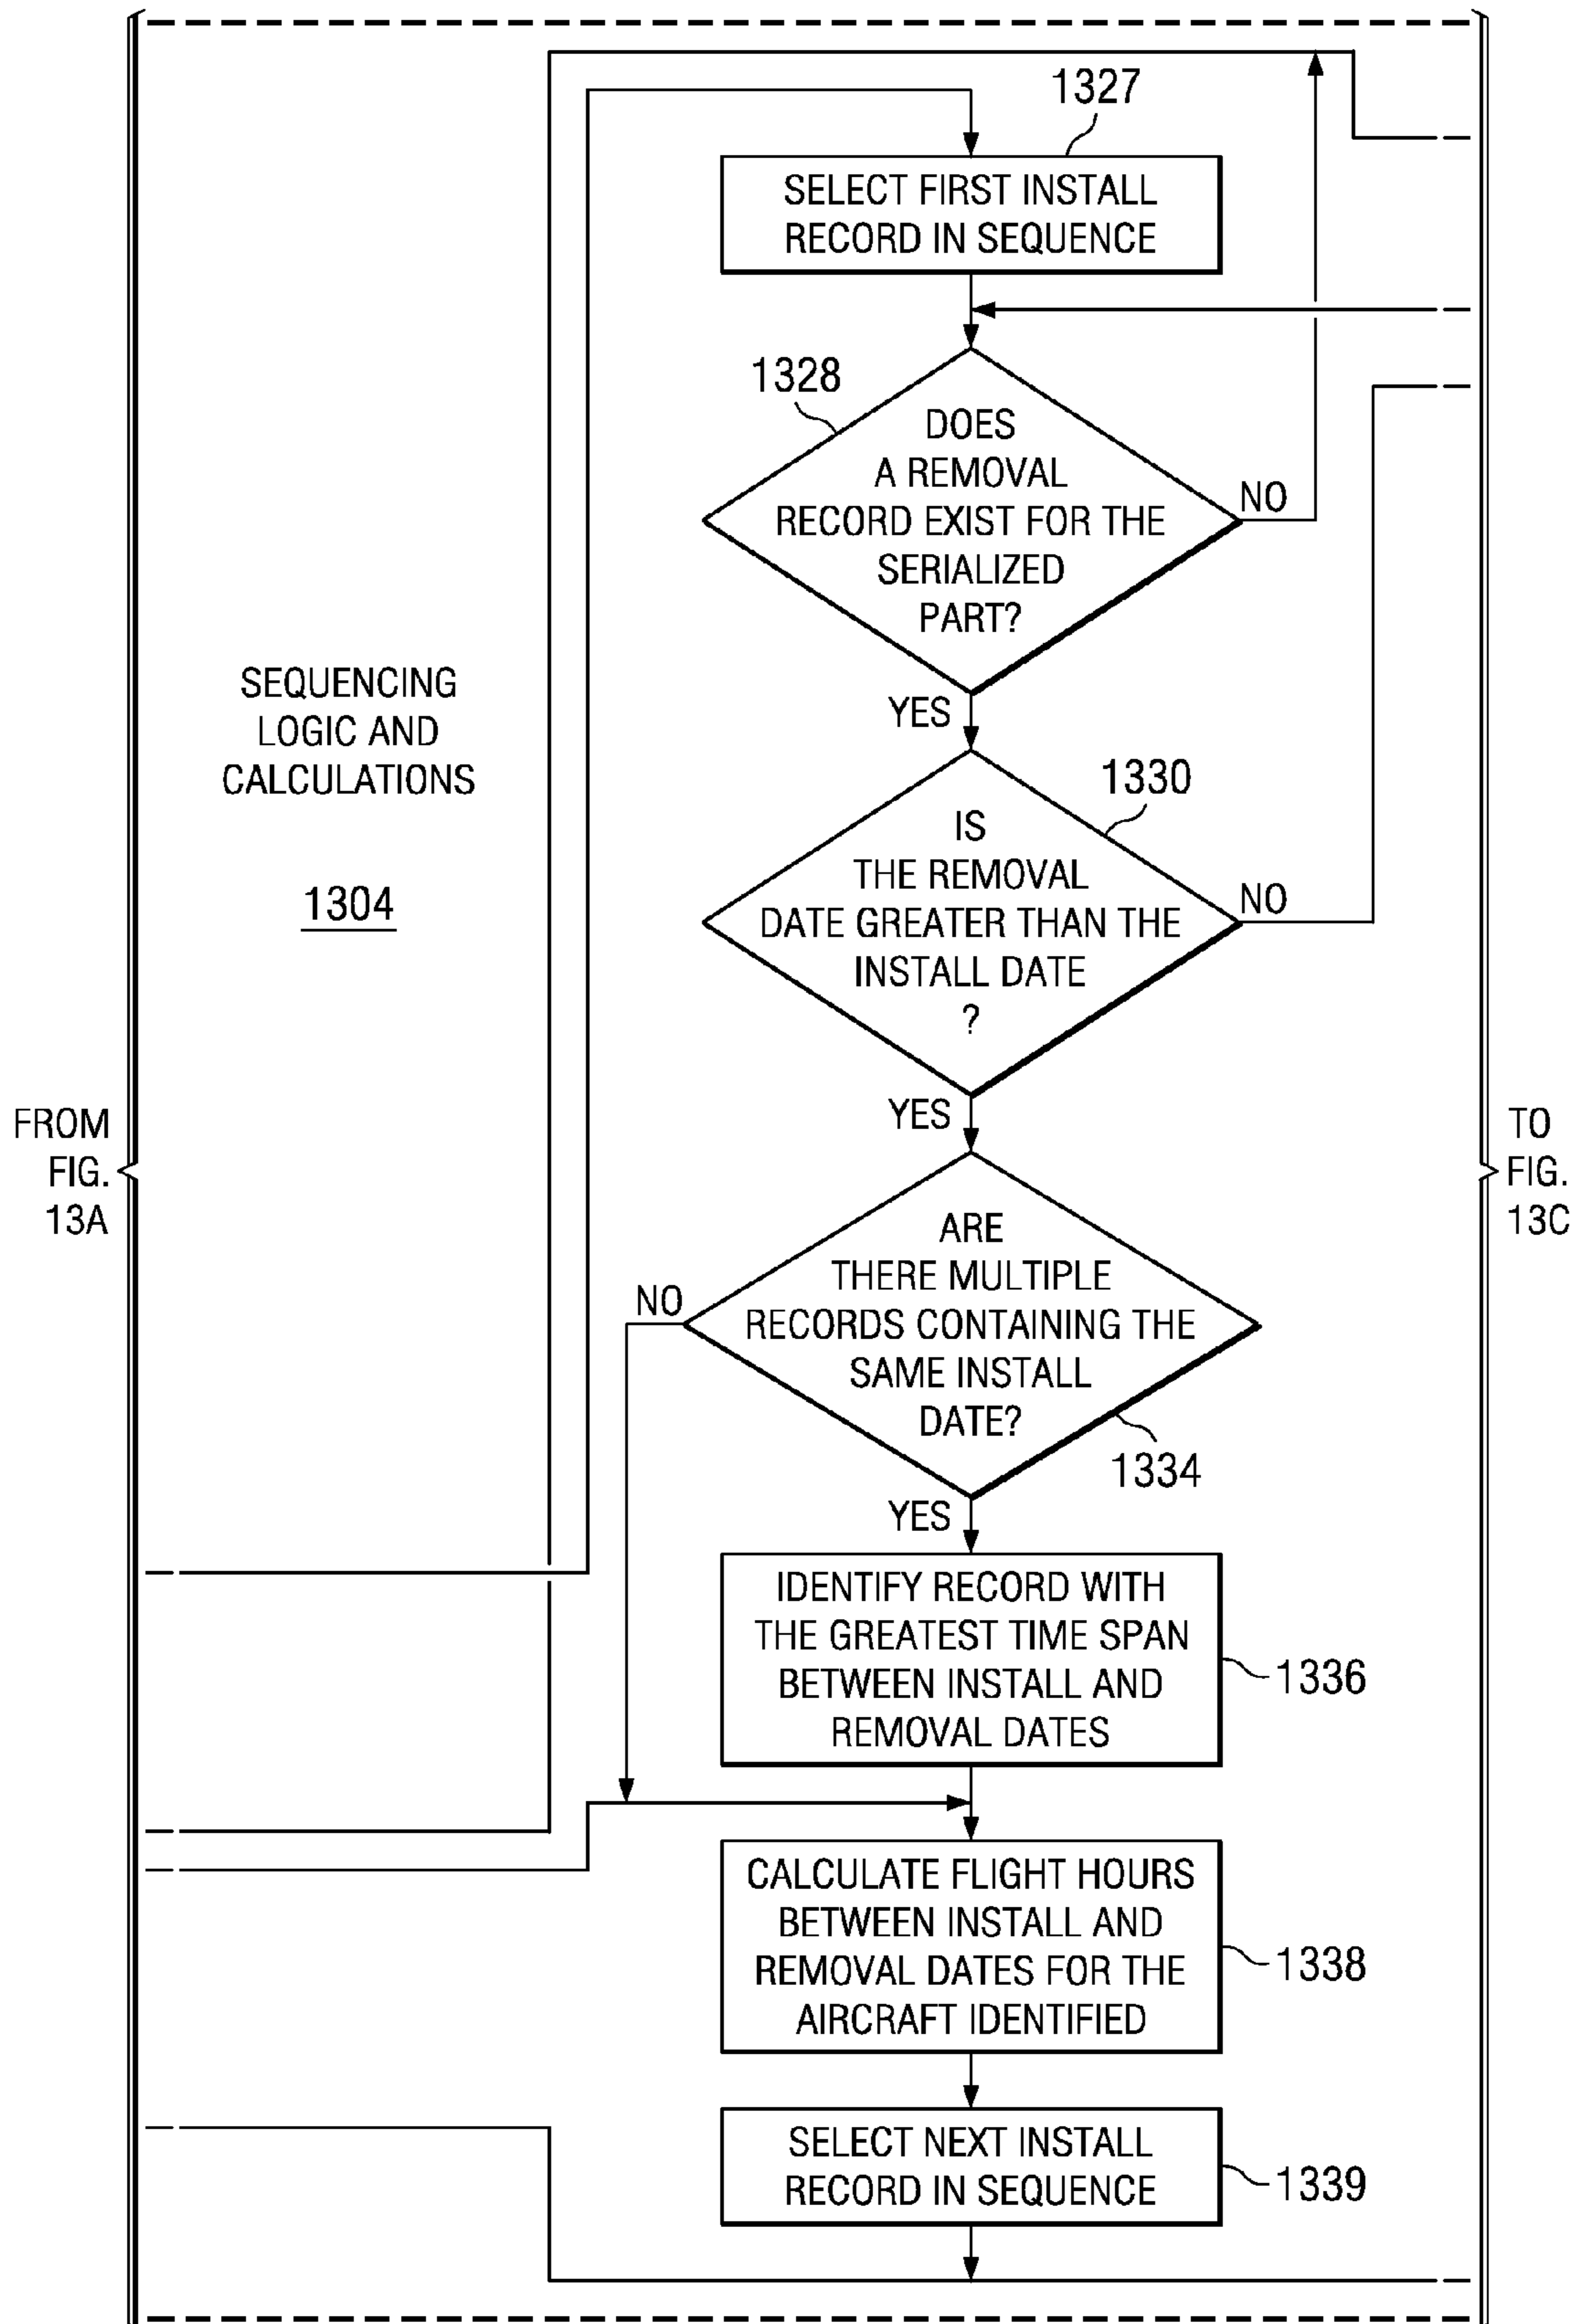 1327
SELECT FIRST INSTALL
RECORD IN SEQUENCE
1328
DOES
A REMOVAL
RECORD EXIST FOR THE
SERIALIZED
PART?
NO
YES
SEQUENCING
LOGIC AND
CALCULATIONS
1304
1330
IS
THE REMOVAL
DATE GREATER THAN THE
INSTALL DATE
?
NO
YES
FROM
FIG.
13A
TO
FIG.
13C
ARE
THERE MULTIPLE
RECORDS CONTAINING THE
SAME INSTALL
DATE?
NO
1334
YES
IDENTIFY RECORD WITH
THE GREATEST TIME SPAN
BETWEEN INSTALL AND
REMOVAL DATES
1336
CALCULATE FLIGHT HOURS
BETWEEN INSTALL AND
REMOVAL DATES FOR THE
AIRCRAFT IDENTIFIED
1338
SELECT NEXT INSTALL
RECORD IN SEQUENCE
1339